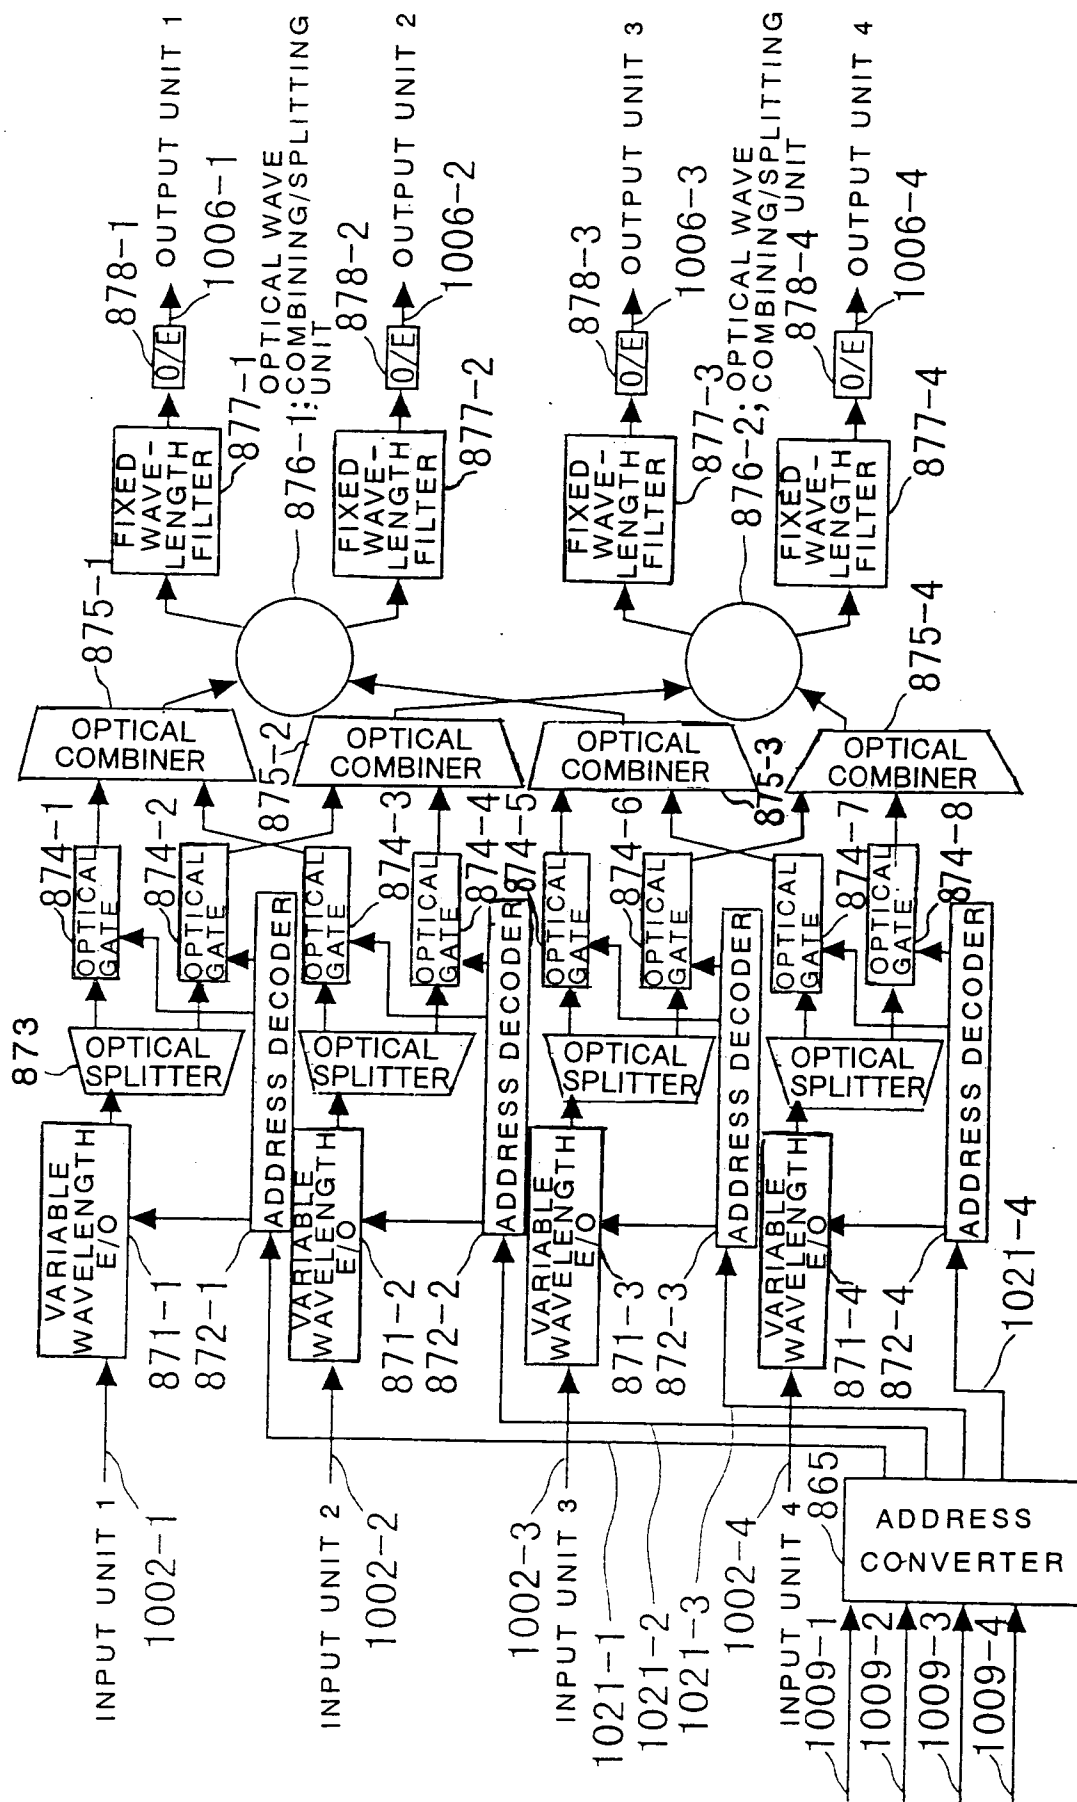 INPUT UNIT 1
1002-1
VARIABLE
WAVELENGTH
E/O
871-1
872-1
ADDRESS DECODER
873
OPTICAL
SPLITTER
874-1
OPTICAL
GATE
874-2
OPTICAL
GATE
875-1
OPTICAL
COMBINER
FIXED
WAVE-
LENGTH
FILTER
877-1
878-1
O/E
OUTPUT UNIT 1
1006-1
876-1; OPTICAL WAVE
COMBINING/SPLITTING
UNIT
INPUT UNIT 2
1002-2
VARIABLE
WAVELENGTH
E/O
871-2
872-2
ADDRESS DECODER
OPTICAL
SPLITTER
OPTICAL
GATE
874-3
OPTICAL
GATE
874-4
875-2
OPTICAL
COMBINER
FIXED
WAVE-
LENGTH
FILTER
877-2
878-2
O/E
OUTPUT UNIT 2
1006-2
1002-3
INPUT UNIT 3
VARIABLE
WAVELENGTH
E/O
871-3
872-3
ADDRESS DECODER
OPTICAL
SPLITTER
874-5
OPTICAL
GATE
874-6
OPTICAL
GATE
OPTICAL
COMBINER
875-3
FIXED
WAVE-
LENGTH
FILTER
877-3
878-3
O/E
OUTPUT UNIT 3
1006-3
876-2; OPTICAL WAVE
COMBINING/SPLITTING
UNIT
1021-1
1021-2
1021-3
1002-4
INPUT UNIT 4
VARIABLE
WAVELENGTH
E/O
871-4
872-4
ADDRESS DECODER
1021-4
OPTICAL
SPLITTER
OPTICAL
GATE
874-7
OPTICAL
GATE
874-8
OPTICAL
COMBINER
875-4
FIXED
WAVE-
LENGTH
FILTER
877-4
878-4
O/E
OUTPUT UNIT 4
1006-4
1009-1
1009-2
1009-3
1009-4
865
ADDRESS
CONVERTER